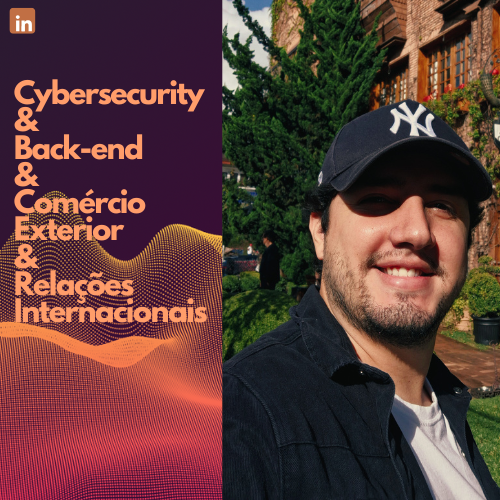 in
Cybersecurity
&
Back-end
&
Comércio
Exterior
&
Relações
Internacionais
NY